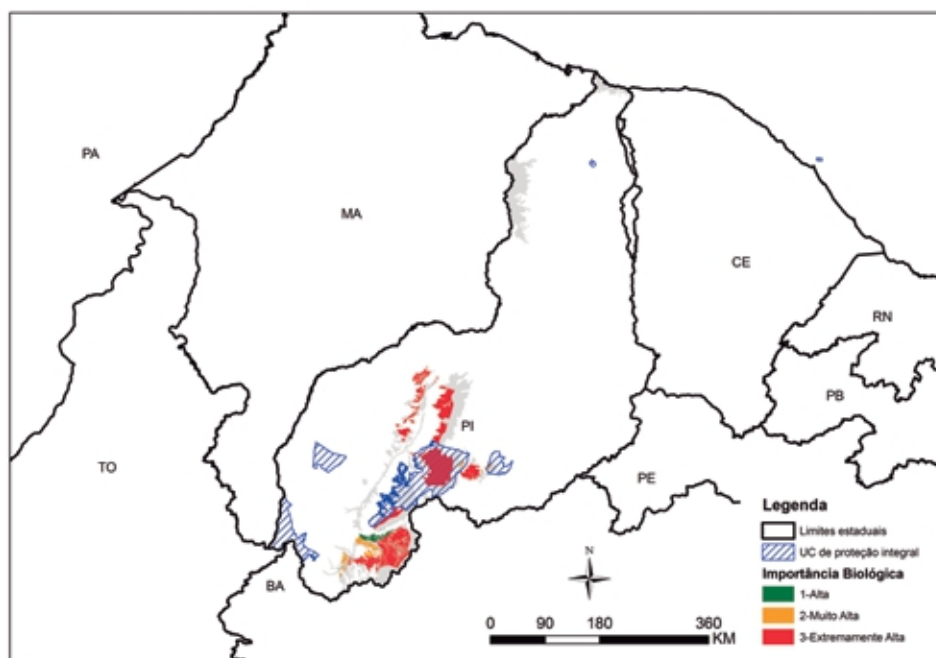 PA
MA
CE
RN
PB
PI
TO
PE
BA
N
Legenda
Limites estaduais
UC de proteção integral
Importância Biológica
1-Alta
2-Muito Alta
3-Extremamente Alta
0 90 180 360
KM